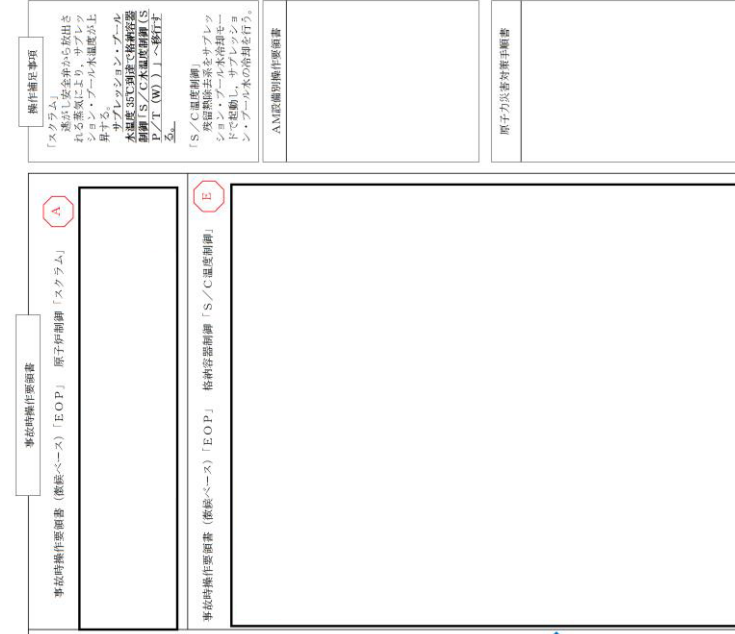 事故時操作要領書
事故時操作要領書（徴候ベース）「ＥＯＰ」　原子炉制御「スクラム」
A
事故時操作要領書（徴候ベース）「ＥＯＰ」　格納容器制御「Ｓ／Ｃ温度制御」
E
操作補足事項
「スクラム」
逃がし安全弁から放出さ
れる蒸気により，サプレッ
ション・プール水温度が上
昇する。
サプレッション・プール
水温度35℃到達で格納容器
制御「Ｓ／Ｃ水温度制御（Ｓ
Ｐ／Ｔ（Ｗ））」へ移行す
る。
「Ｓ／Ｃ温度制御」
残留熱除去系をサプレッ
ション・プール水冷却モー
ドで起動し，サプレッショ
ン・プール水の冷却を行う。
ＡＭ設備別操作要領書
原子力災害対策手順書